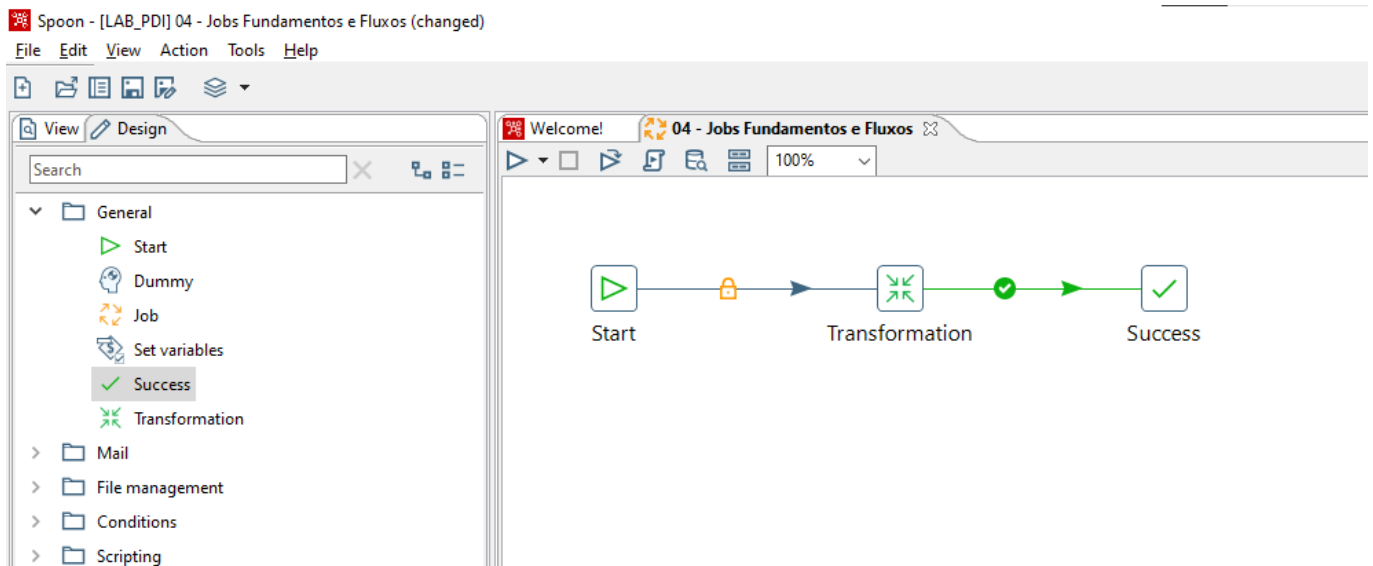 Spoon - [LAB_PDI] 04 - Jobs Fundamentos e Fluxos (changed)
File Edit View Action Tools Help
View Design
Welcome! 04 - Jobs Fundamentos e Fluxos
Search
100%
General
Start
Dummy
Job
Set variables
Success
Transformation
Mail
File management
Conditions
Scripting
Start Transformation Success